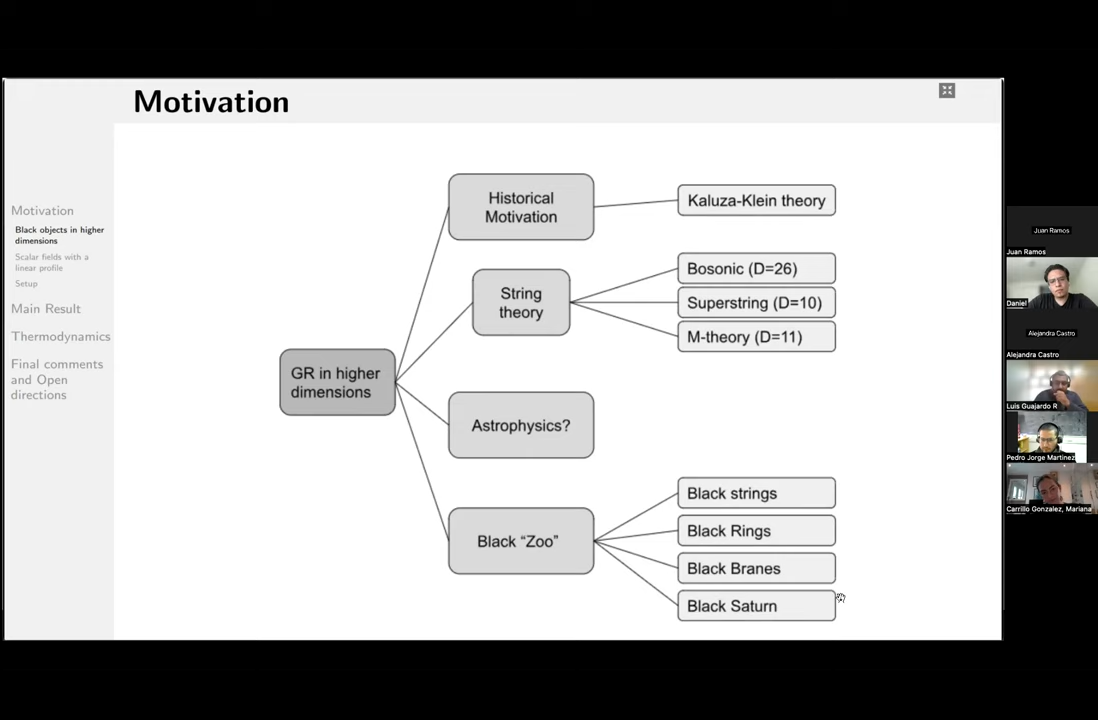 Motivation
Motivation
Black objects in higher
dimensions
Scalar fields with a
linear profile
Setup
Main Result
Thermodynamics
Final comments
and Open
directions
GR in higher
dimensions
Historical
Motivation
Kaluza-Klein theory
String
theory
Bosonic (D=26)
Superstring (D=10)
M-theory (D=11)
Astrophysics?
Black “Zoo”
Black strings
Black Rings
Black Branes
Black Saturn
Juan Ramos
Juan Ramos
Daniel
Alejandra Castro
Alejandra Castro
Luis Guajardo R
Pedro Jorge Martinez
Carrillo Gonzalez, Mariana